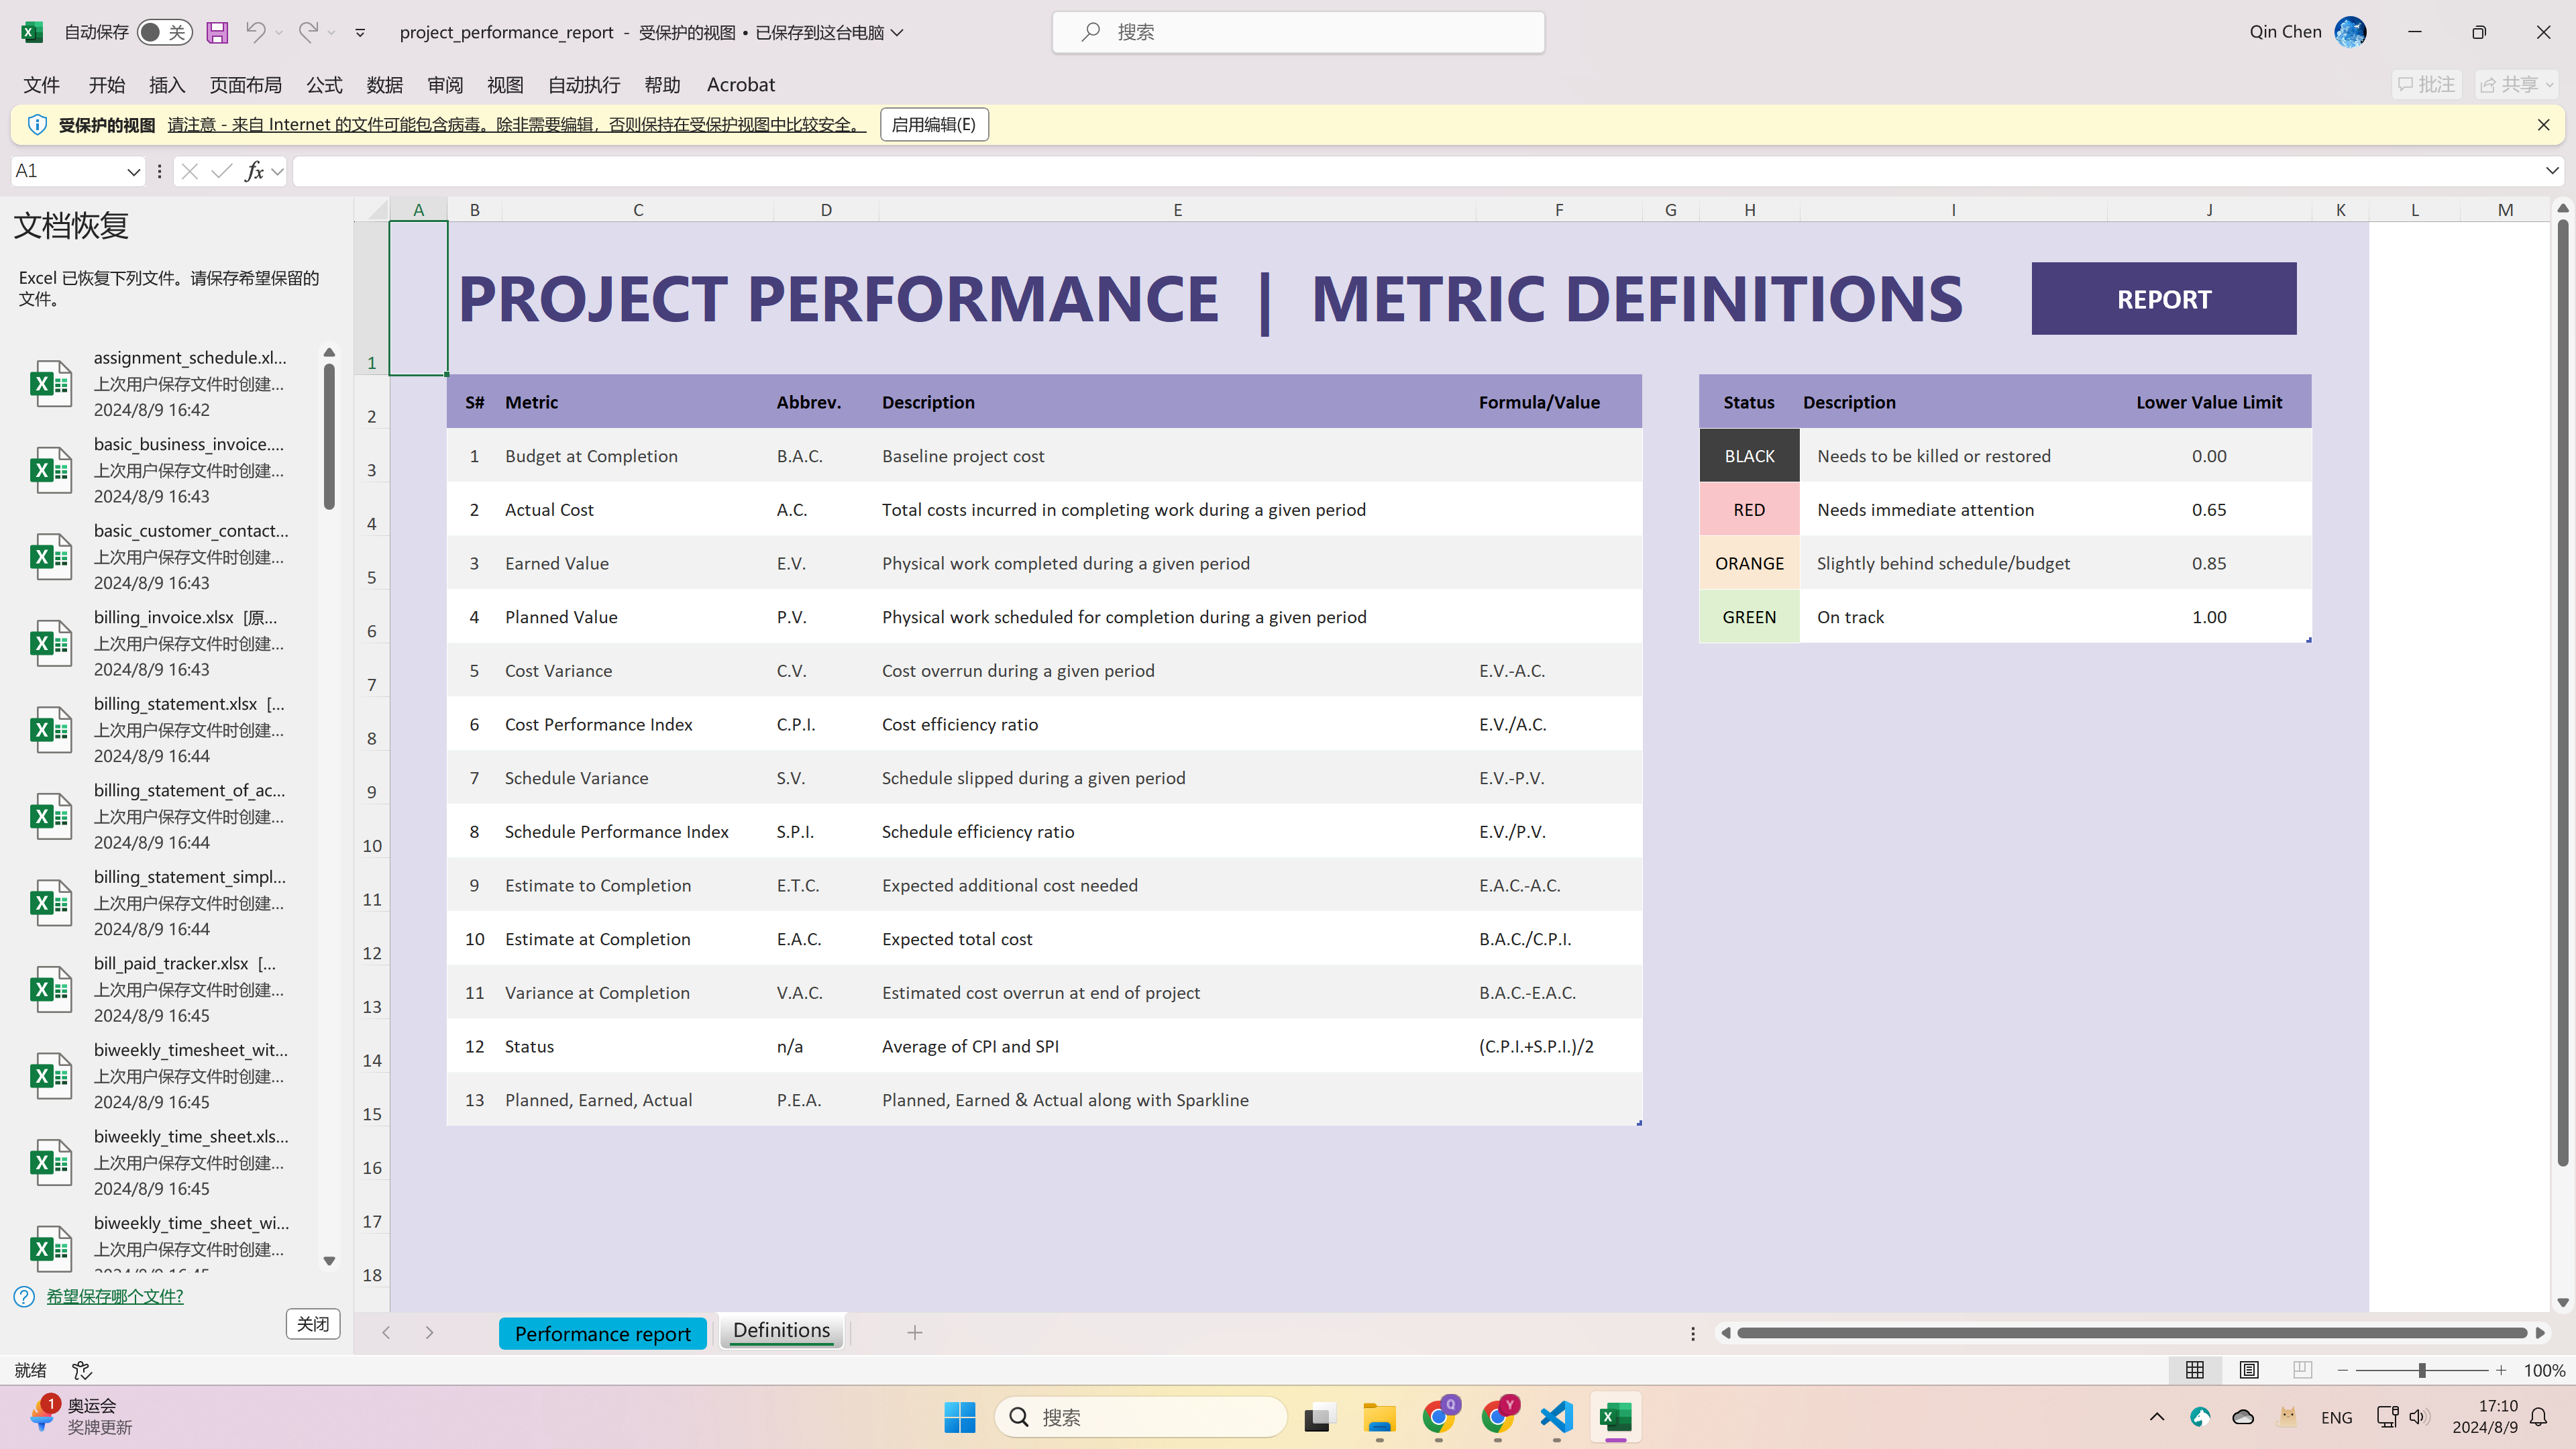 自动保存 关 project_performance_report - 受保护的视图 • 已保存到这台电脑 搜索 Qin Chen
文件 开始 插入 页面布局 公式 数据 审阅 视图 自动执行 帮助 Acrobat 批注 共享
受保护的视图 请注意 - 来自 Internet 的文件可能包含病毒。除非需要编辑，否则保持在受保护视图中比较安全。 启用编辑(E)
A1 fx
文档恢复
Excel 已恢复下列文件。请保存希望保留的
文件。
assignment_schedule.xl...
上次用户保存文件时创建...
2024/8/9 16:42
basic_business_invoice....
上次用户保存文件时创建...
2024/8/9 16:43
basic_customer_contact...
上次用户保存文件时创建...
2024/8/9 16:43
billing_invoice.xlsx [原...
上次用户保存文件时创建...
2024/8/9 16:43
billing_statement.xlsx [...
上次用户保存文件时创建...
2024/8/9 16:44
billing_statement_of_ac...
上次用户保存文件时创建...
2024/8/9 16:44
billing_statement_simpl...
上次用户保存文件时创建...
2024/8/9 16:44
bill_paid_tracker.xlsx [...
上次用户保存文件时创建...
2024/8/9 16:45
biweekly_timesheet_wit...
上次用户保存文件时创建...
2024/8/9 16:45
biweekly_time_sheet.xls...
上次用户保存文件时创建...
2024/8/9 16:45
biweekly_time_sheet_wi...
上次用户保存文件时创建...
希望保存哪个文件?
关闭
A B C D E F G H I J K L M
1 PROJECT PERFORMANCE | METRIC DEFINITIONS REPORT
2 S# Metric Abbrev. Description Formula/Value Status Description Lower Value Limit
3 1 Budget at Completion B.A.C. Baseline project cost BLACK Needs to be killed or restored 0.00
4 2 Actual Cost A.C. Total costs incurred in completing work during a given period RED Needs immediate attention 0.65
5 3 Earned Value E.V. Physical work completed during a given period ORANGE Slightly behind schedule/budget 0.85
6 4 Planned Value P.V. Physical work scheduled for completion during a given period GREEN On track 1.00
7 5 Cost Variance C.V. Cost overrun during a given period E.V.-A.C.
8 6 Cost Performance Index C.P.I. Cost efficiency ratio E.V./A.C.
9 7 Schedule Variance S.V. Schedule slipped during a given period E.V.-P.V.
10 8 Schedule Performance Index S.P.I. Schedule efficiency ratio E.V./P.V.
11 9 Estimate to Completion E.T.C. Expected additional cost needed E.A.C.-A.C.
12 10 Estimate at Completion E.A.C. Expected total cost B.A.C./C.P.I.
13 11 Variance at Completion V.A.C. Estimated cost overrun at end of project B.A.C.-E.A.C.
14 12 Status n/a Average of CPI and SPI (C.P.I.+S.P.I.)/2
15 13 Planned, Earned, Actual P.E.A. Planned, Earned & Actual along with Sparkline
16
17
18
Performance report Definitions
就绪 100%
1 奥运会
奖牌更新
搜索 Q Y ENG 17:10
2024/8/9